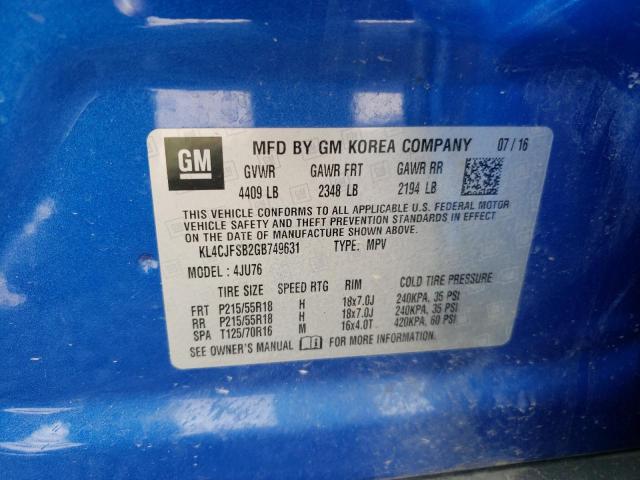 GM
MFD BY GM KOREA COMPANY 07 / 16
GVWR GAWR FRT GAWR RR
4409 LB 2348 LB 2194 LB
THIS VEHICLE CONFORMS TO ALL APPLICABLE U.S. FEDERAL MOTOR
VEHICLE SAFETY AND THEFT PREVENTION STANDARDS IN EFFECT
ON THE DATE OF MANUFACTURE SHOWN ABOVE.
KL4CJFSB2GB749631 TYPE: MPV
MODEL : 4JU76
TIRE SIZE SPEED RTG RIM COLD TIRE PRESSURE
FRT P215/55R18 H 18x7.0J 240KPA, 35 PSI
RR P215/55R18 H 18x7.0J 240KPA, 35 PSI
SPA T125/70R16 M 16x4.0T 420KPA, 60 PSI
SEE OWNER'S MANUAL FOR MORE INFORMATION.